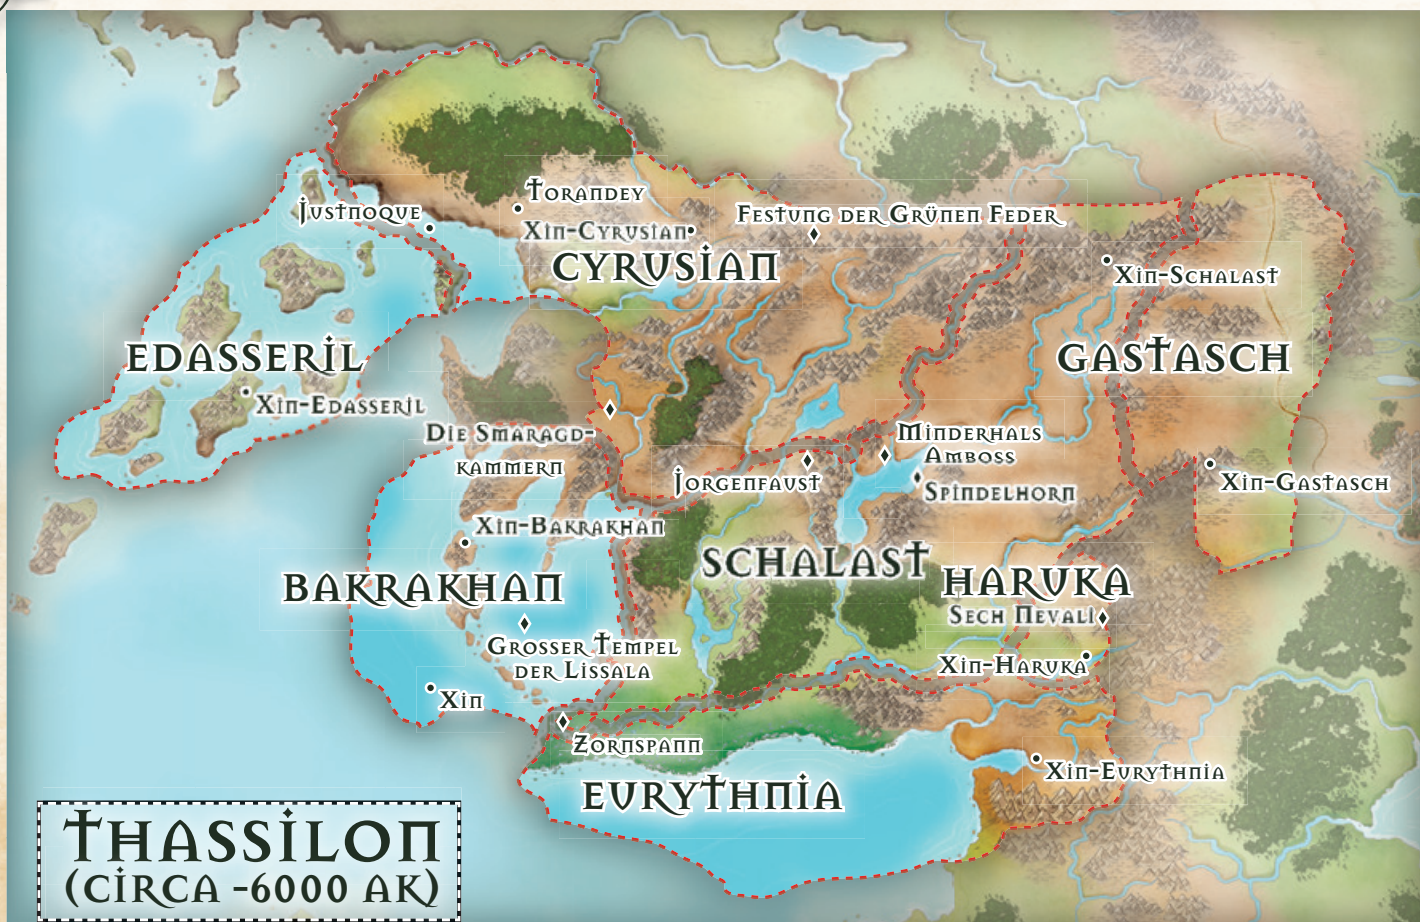 Torandey
Justnoque
Festung der Grünen Feder
Xin-Cyrusian
CYRUSIAN
Xin-Schalast
EDASSERIL
GASTASCH
Xin-Edasseril
Die Smaragd-
kammern
Minderhals
Amboss
Jorgenfaust
Xin-Gastasch
Spindelhorn
Xin-Bakrakhan
SCHALAST
BAKRAKHAN
HARUKA
Sech Nevali
Grosser Tempel
der Lissala
Xin-Haruka
Xin
Zornspann
Xin-Eurythnia
EURYTHNIA
THASSILON
(CIRCA -6000 AK)